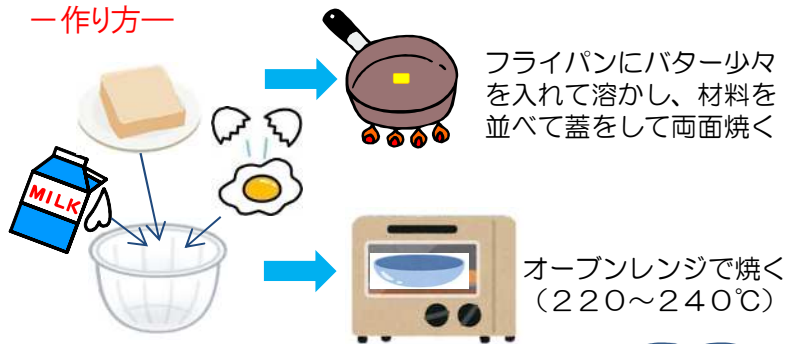 ー作り方―
フライパンにバター少々
を入れて溶かし、材料を
並べて蓋をして両面焼く
MILK
オーブンレンジで焼く
（２２０～２４０℃）